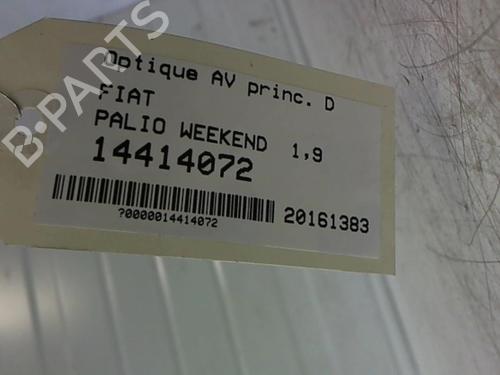 Optique AV princ. D
FIAT
PALIO WEEKEND 1,9
14414072
?0000014414072
20161383
B-PARTS